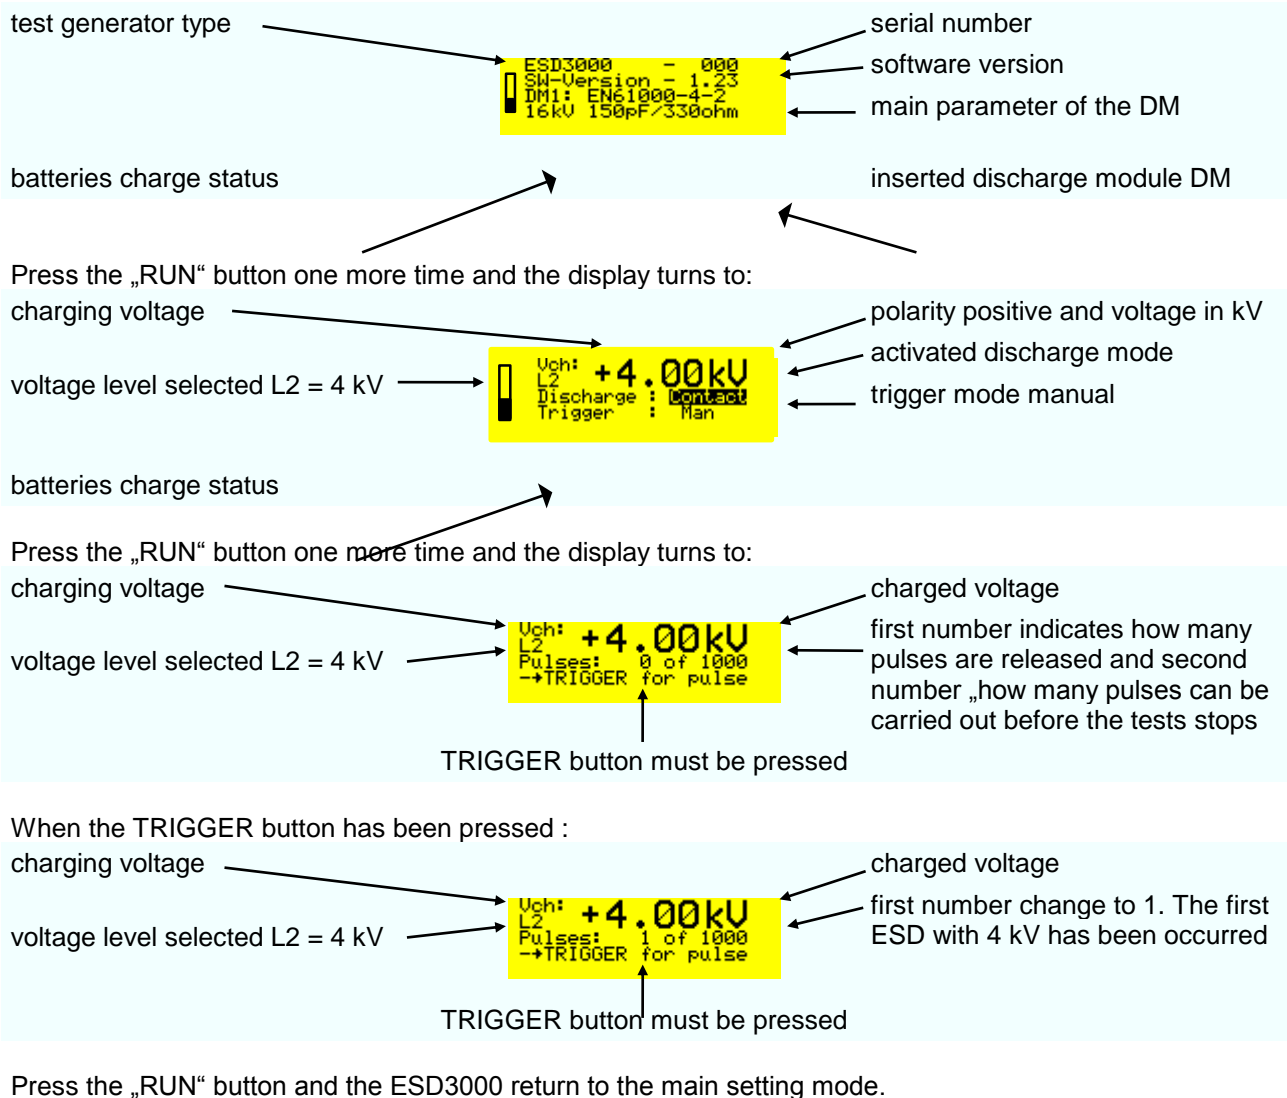 test generator type
serial number
ESD3000 - 000
software version
SW-Version - 1.23
DM1: EN61000-4-2
main parameter of the DM
16kV 150pF/330ohm
batteries charge status
inserted discharge module DM
Press the „RUN“ button one more time and the display turns to:
charging voltage
polarity positive and voltage in kV
activated discharge mode
Vch: +4.00kV
L2
voltage level selected L2 = 4 kV
Discharge : Contact
trigger mode manual
Trigger : Man
batteries charge status
Press the „RUN“ button one more time and the display turns to:
charging voltage
charged voltage
Vch: +4.00kV
L2
first number indicates how many
voltage level selected L2 = 4 kV
Pulses: 0 of 1000
pulses are released and second
→TRIGGER for pulse
number „how many pulses can be
carried out before the tests stops
TRIGGER button must be pressed
When the TRIGGER button has been pressed :
charging voltage
charged voltage
Vch: +4.00kV
L2
first number change to 1. The first
voltage level selected L2 = 4 kV
Pulses: 1 of 1000
ESD with 4 kV has been occurred
→TRIGGER for pulse
TRIGGER button must be pressed
Press the „RUN“ button and the ESD3000 return to the main setting mode.